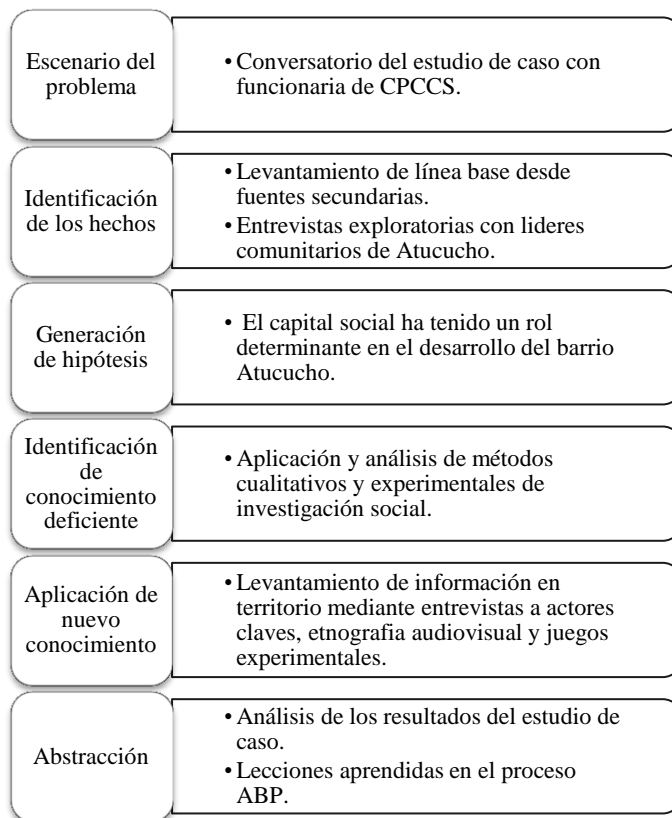 Escenario del
problema
• Conversatorio del estudio de caso con
funcionaria de CPCCS.
Identificación
de los hechos
• Levantamiento de línea base desde
fuentes secundarias.
• Entrevistas exploratorias con lideres
comunitarios de Atucucho.
Generación
de hipótesis
• El capital social ha tenido un rol
determinante en el desarrollo del barrio
Atucucho.
Identificación
de
conocimiento
deficiente
• Aplicación y análisis de métodos
cualitativos y experimentales de
investigación social.
Aplicación de
nuevo
conocimiento
• Levantamiento de información en
territorio mediante entrevistas a actores
claves, etnografia audiovisual y juegos
experimentales.
Abstracción
• Análisis de los resultados del estudio de
caso.
• Lecciones aprendidas en el proceso
ABP.